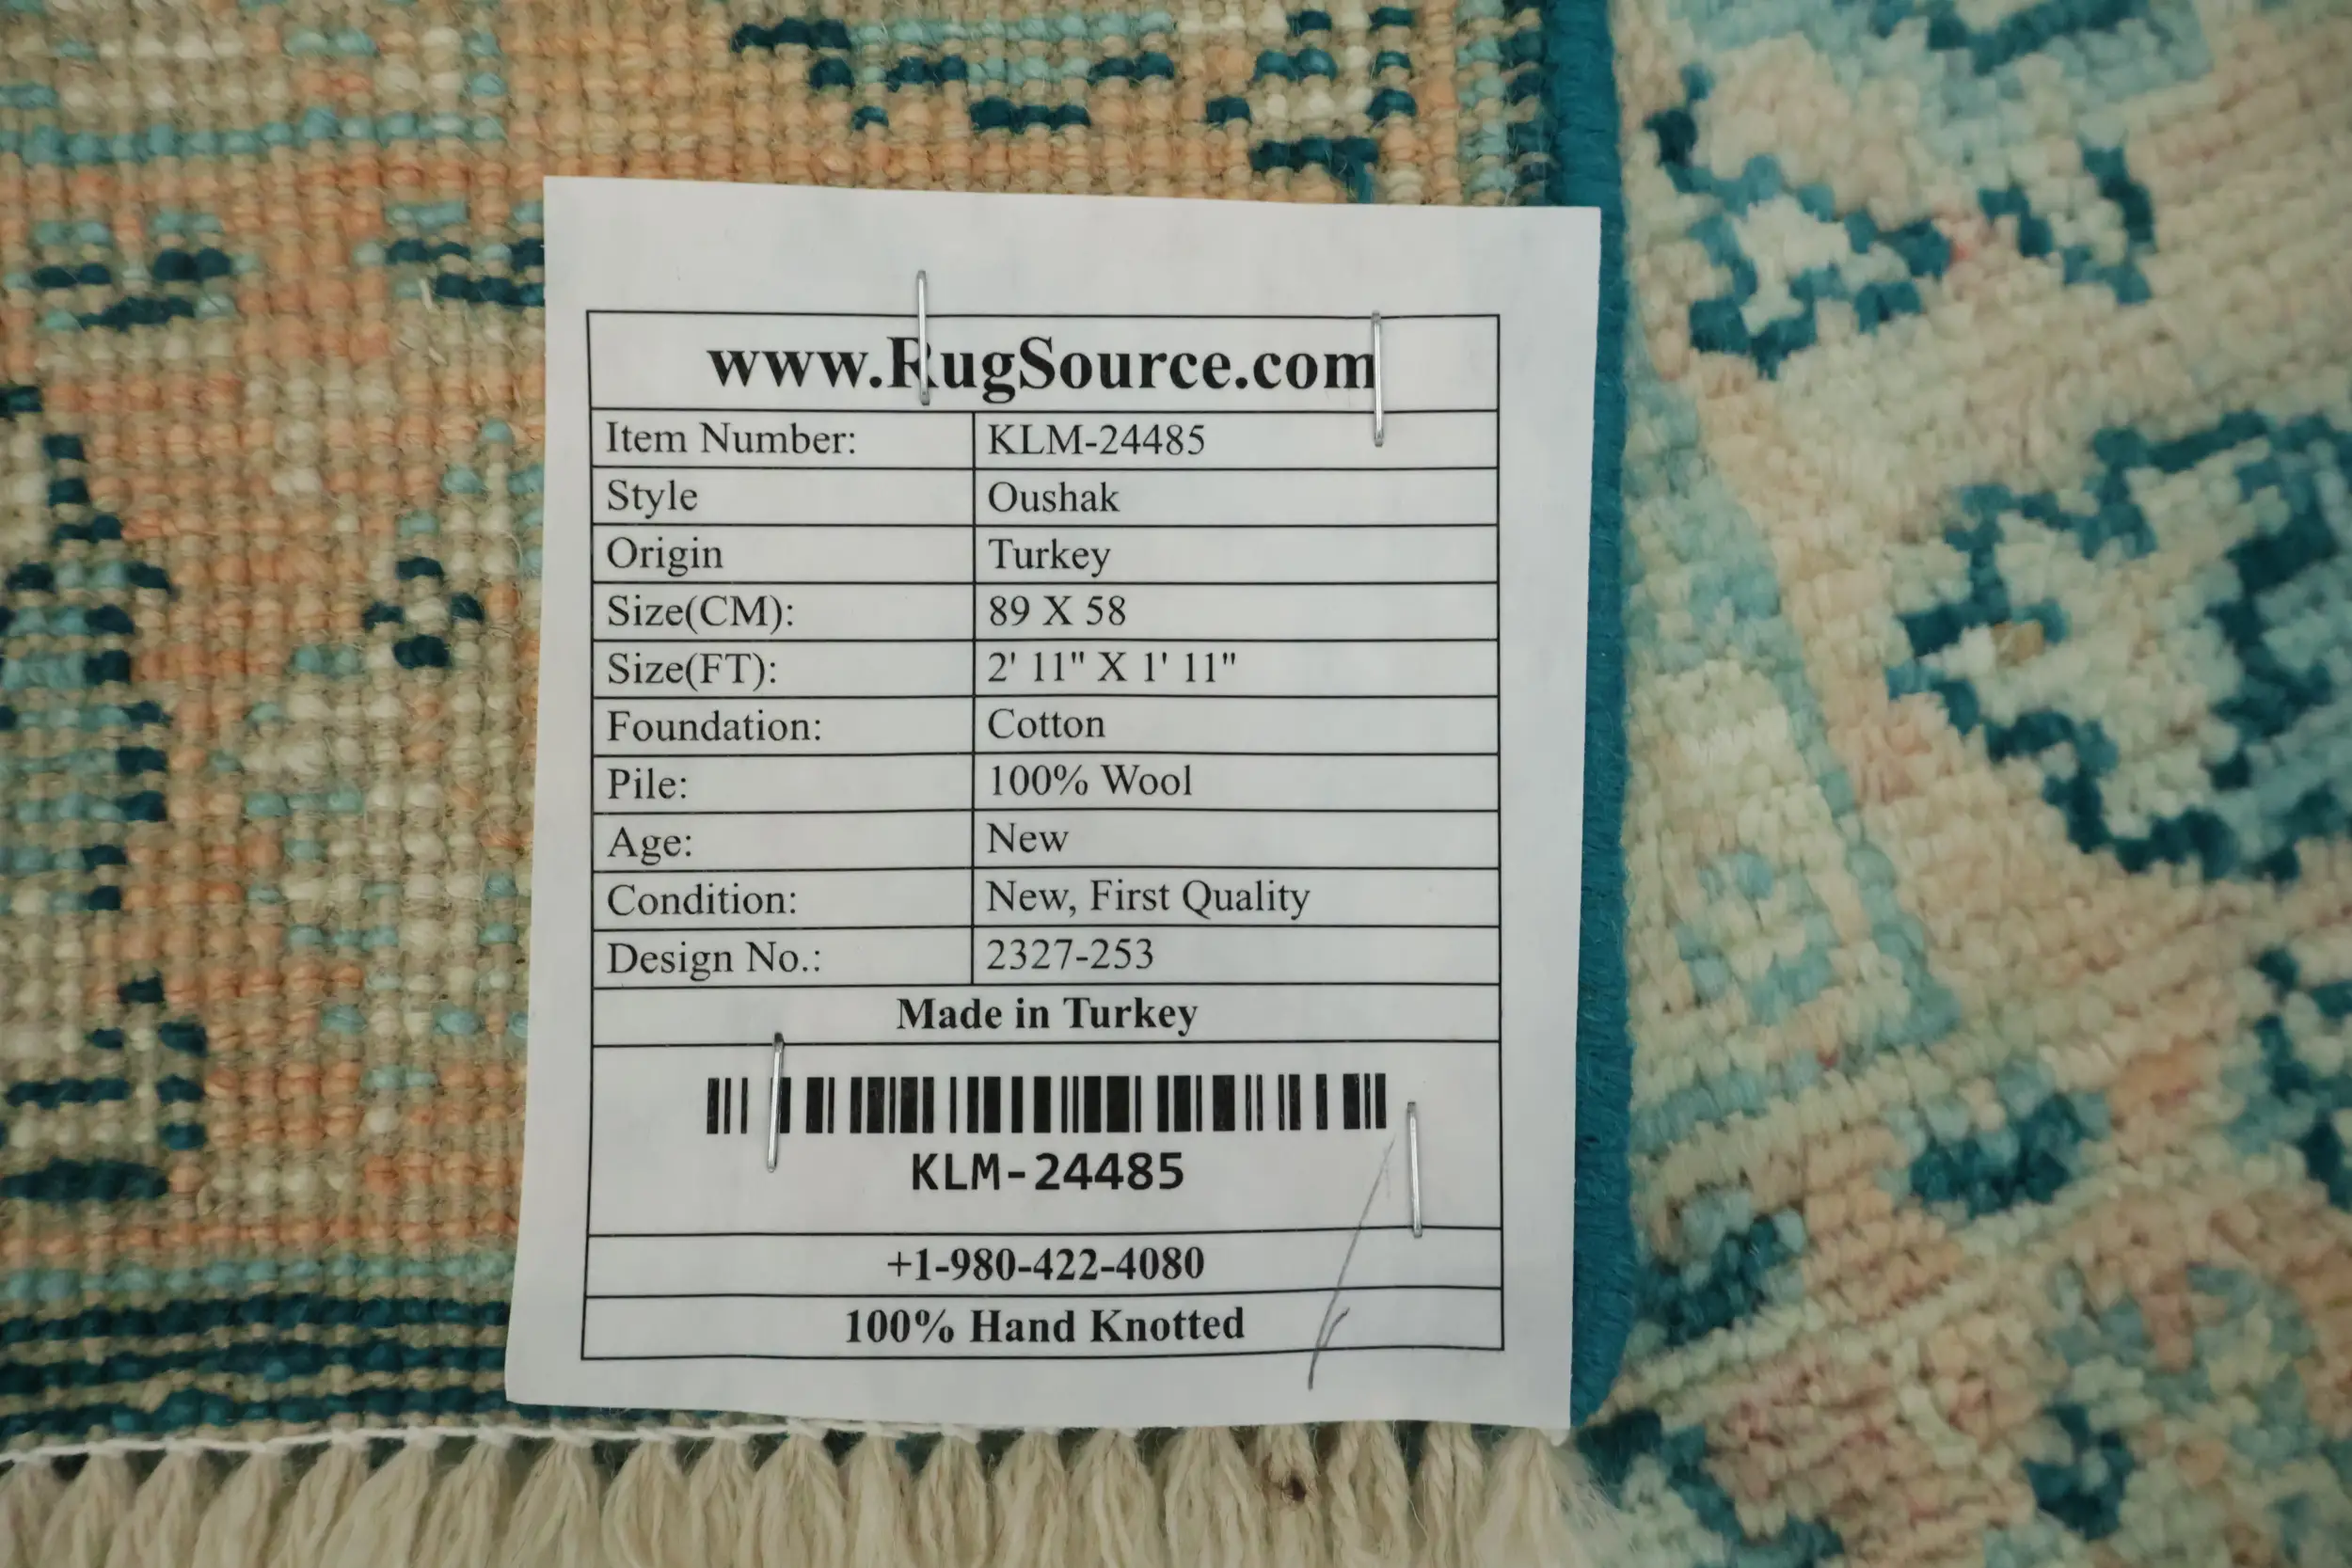 www.RugSource.com
Item Number: KLM-24485
Style Oushak
Origin Turkey
Size(CM): 89 X 58
Size(FT): 2' 11" X 1' 11"
Foundation: Cotton
Pile: 100% Wool
Age: New
Condition: New, First Quality
Design No.: 2327-253
Made in Turkey
KLM-24485
+1-980-422-4080
100% Hand Knotted